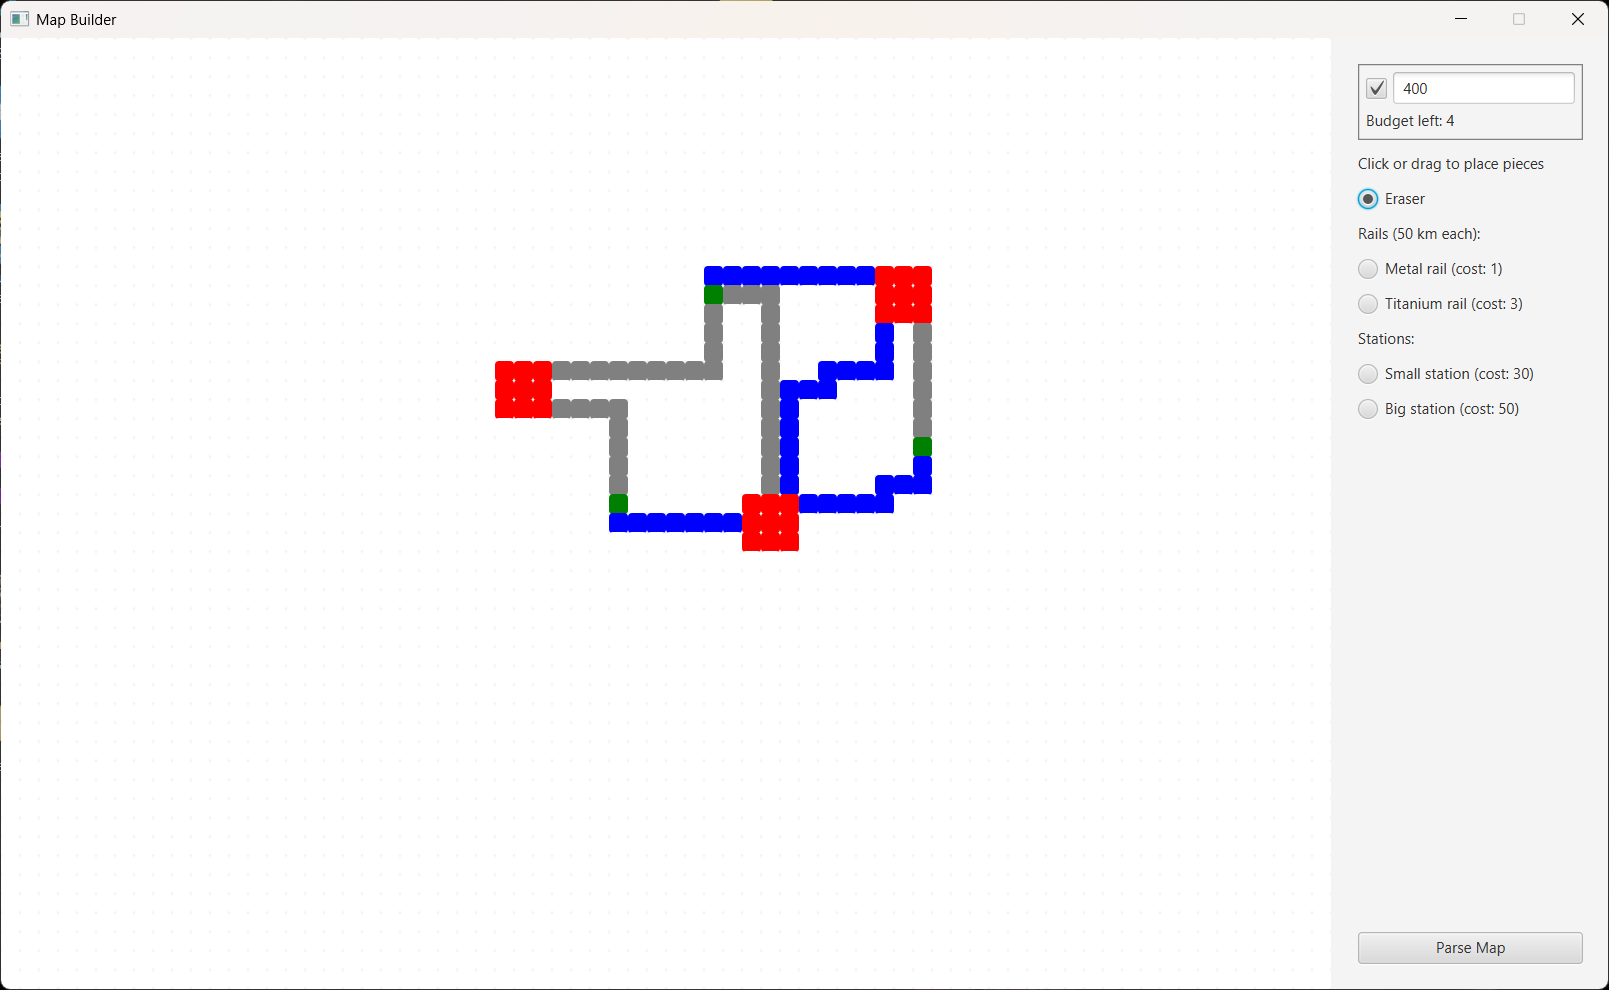 Map Builder
400
Budget left: 4
Click or drag to place pieces
Eraser
Rails (50 km each):
Metal rail (cost: 1)
Titanium rail (cost: 3)
Stations:
Small station (cost: 30)
Big station (cost: 50)
Parse Map